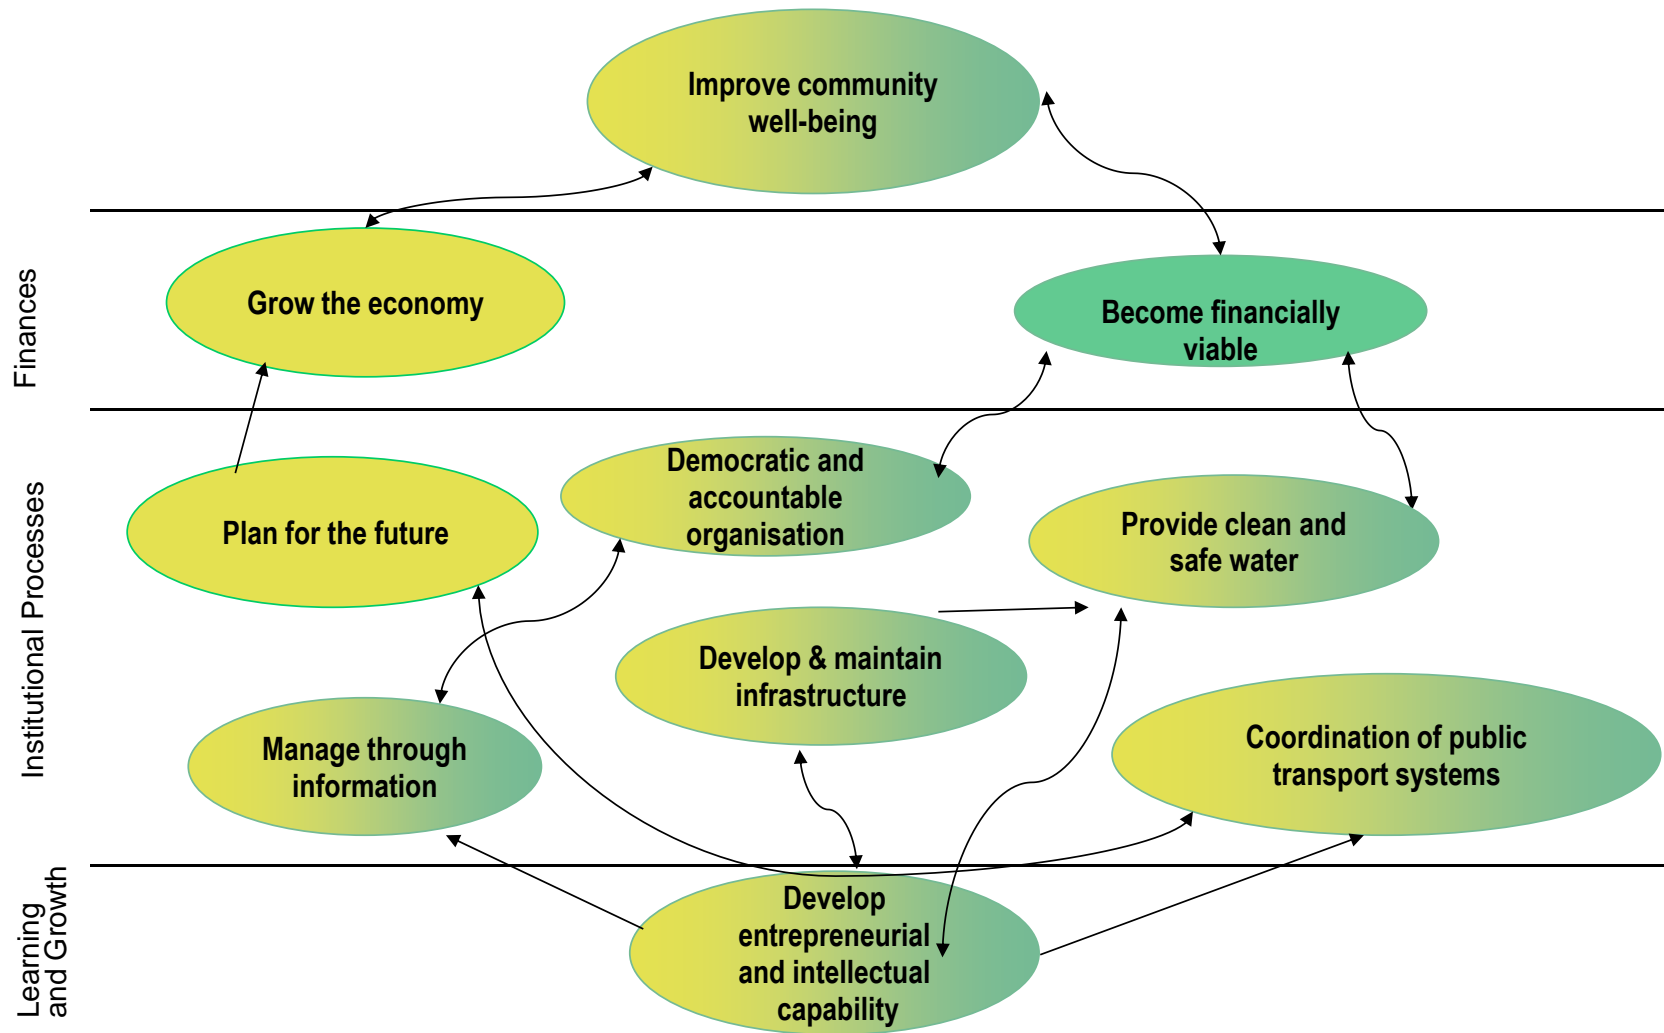 Improve community
well-being
Finances
Grow the economy
Become financially
viable
Institutional Processes
Plan for the future
Democratic and
accountable
organisation
Provide clean and
safe water
Develop & maintain
infrastructure
Manage through
information
Coordination of public
transport systems
Learning
and Growth
Develop
entrepreneurial
and intellectual
capability